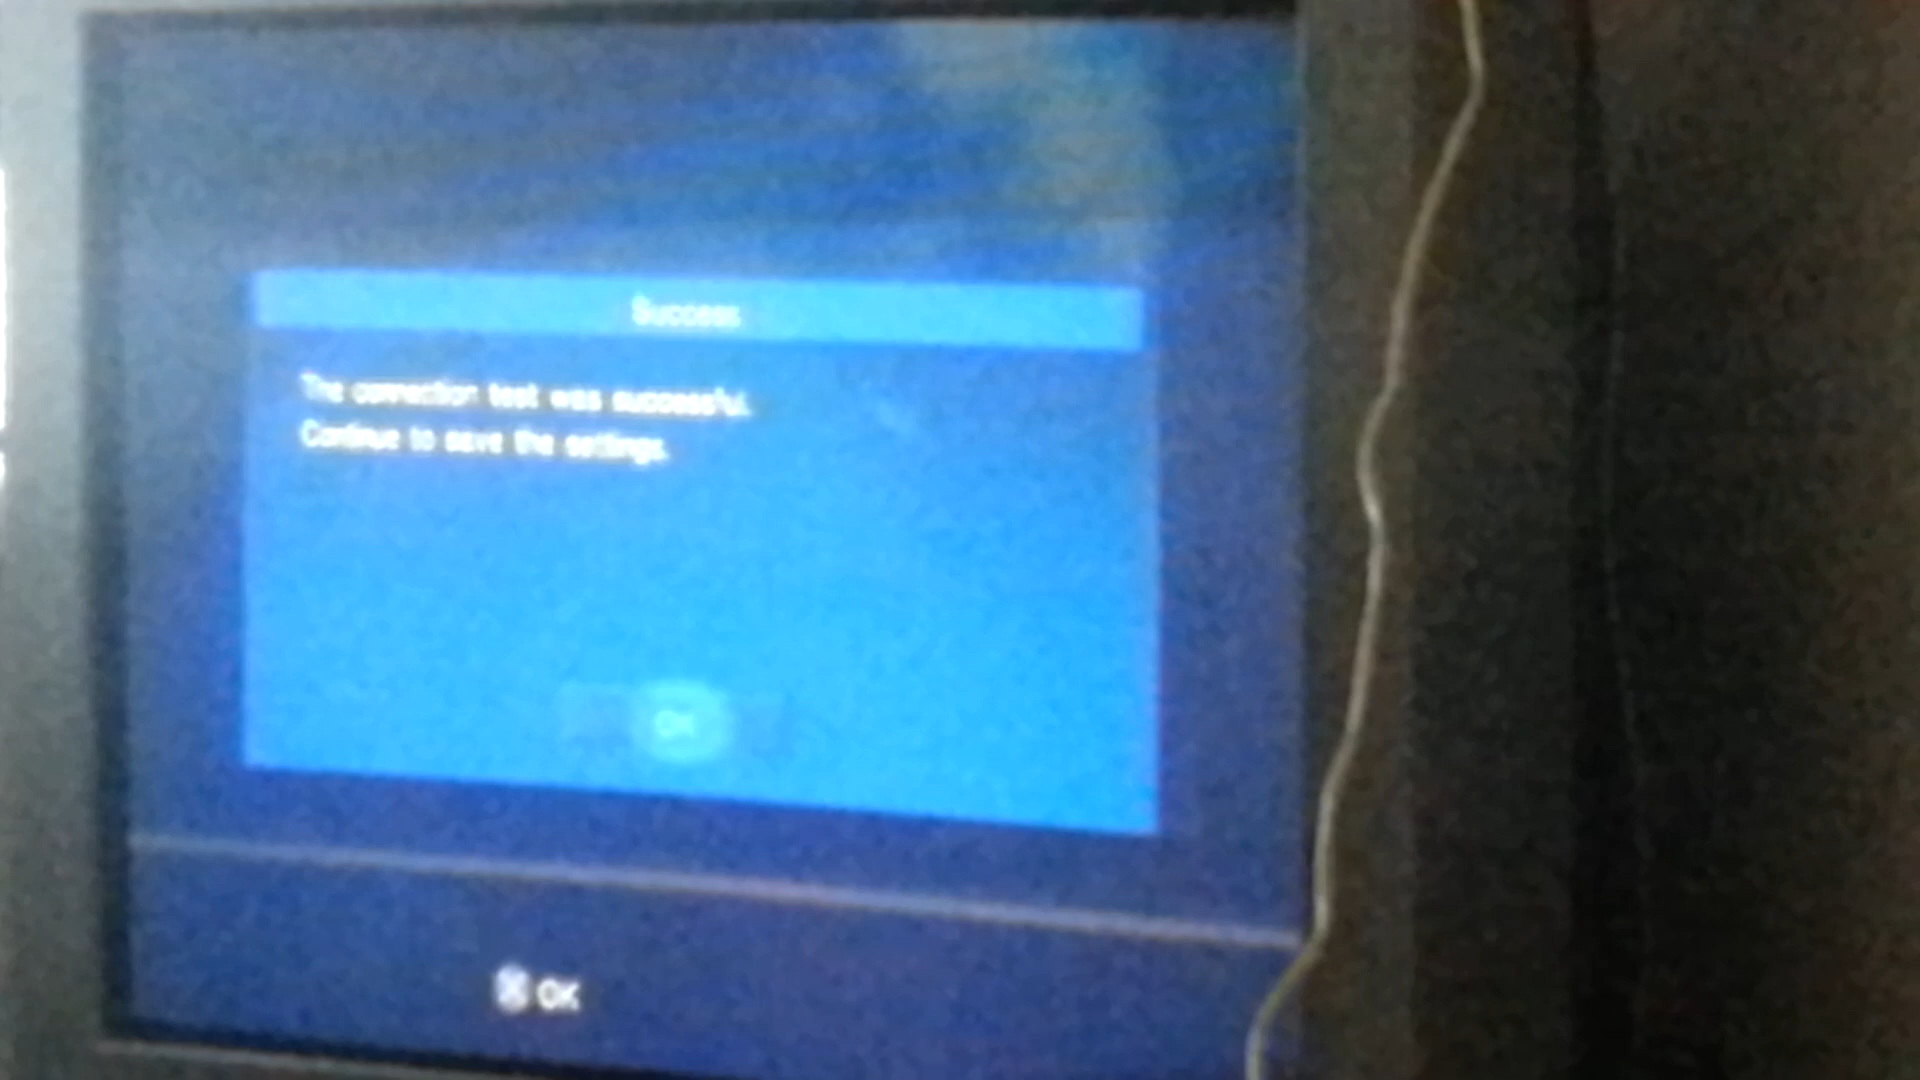 Success
The connection test was successful.
Continue to save the settings.
OK
OK